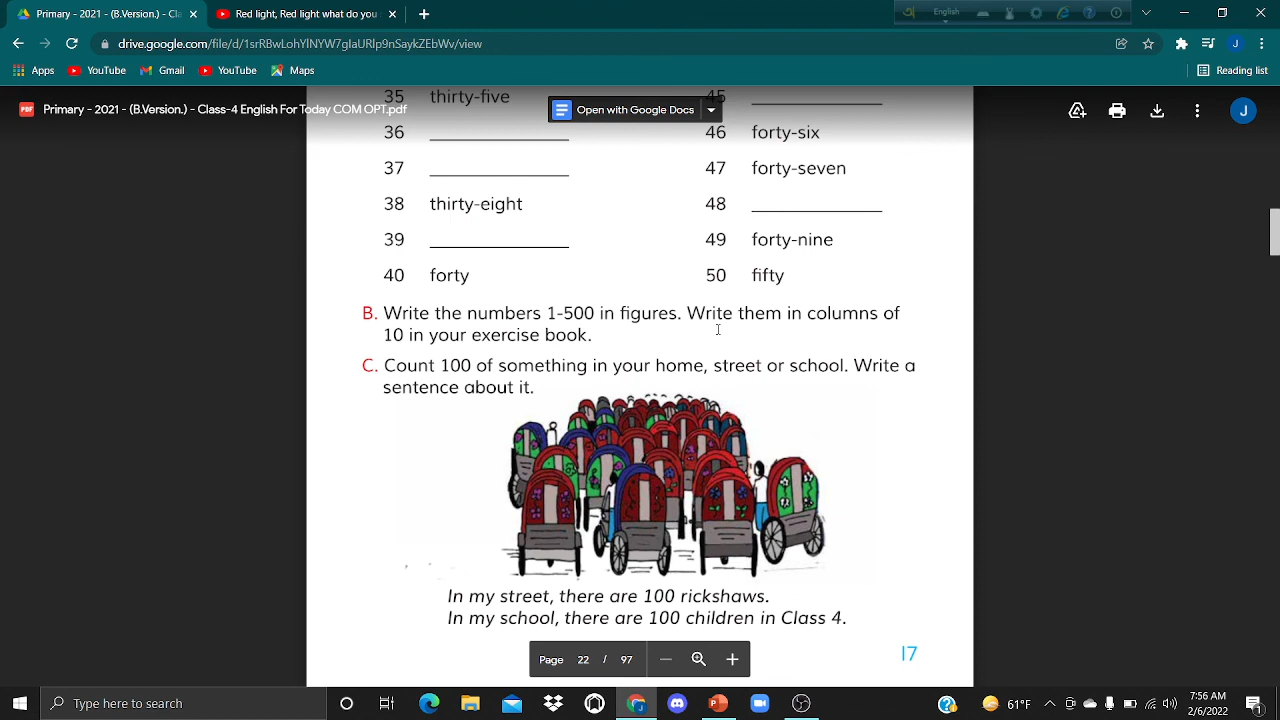 Primary - 2021 - (B.Version.) - Cla
Red light, Red light what do you s
English
drive.google.com/file/d/1srRBwLohYlNYW7glaURlp9nSaykZEbWv/view
J
Apps YouTube Gmail YouTube Maps
Reading list
PDF Primary - 2021 - (B.Version.) - Class-4 English For Today COM OPT.pdf
Open with Google Docs
J
35 thirty-five 45
36 46 forty-six
37 47 forty-seven
38 thirty-eight 48
39 49 forty-nine
40 forty 50 fifty
B. Write the numbers 1-500 in figures. Write them in columns of
10 in your exercise book.
C. Count 100 of something in your home, street or school. Write a
sentence about it.
In my street, there are 100 rickshaws.
In my school, there are 100 children in Class 4.
Page 22 / 97
17
Type here to search
61°F
7:56 AM
2/6/2022